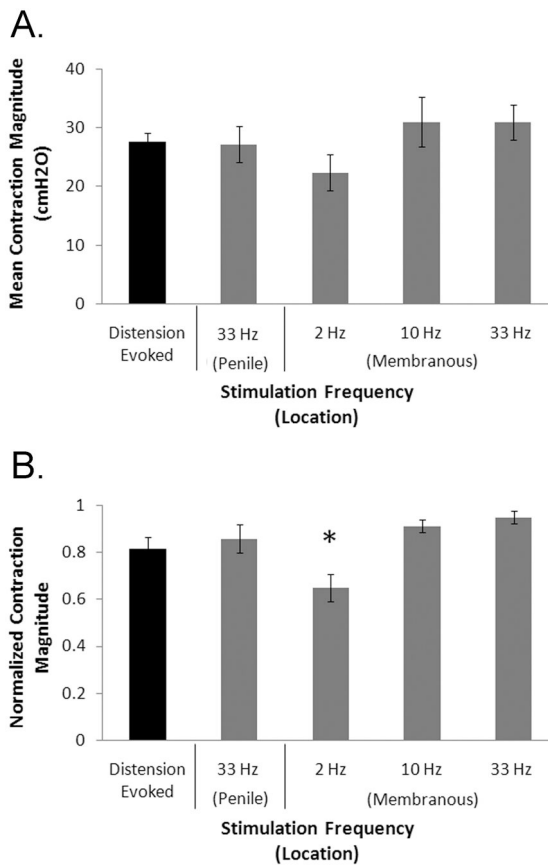 A.
Mean Contraction Magnitude
(cmH2O)
40
30
20
10
0
Distension
Evoked
33 Hz
(Penile)
2 Hz
10 Hz
33 Hz
(Membranous)
Stimulation Frequency
(Location)
B.
Normalized Contraction
Magnitude
1
0.8
0.6
0.4
0.2
0
*
Distension
Evoked
33 Hz
(Penile)
2 Hz
10 Hz
33 Hz
(Membranous)
Stimulation Frequency
(Location)